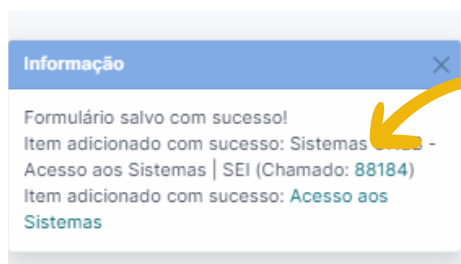 Informação
Formulário salvo com sucesso!
Item adicionado com sucesso: Sistemas -
Acesso aos Sistemas | SEI (Chamado: 88184)
Item adicionado com sucesso: Acesso aos
Sistemas